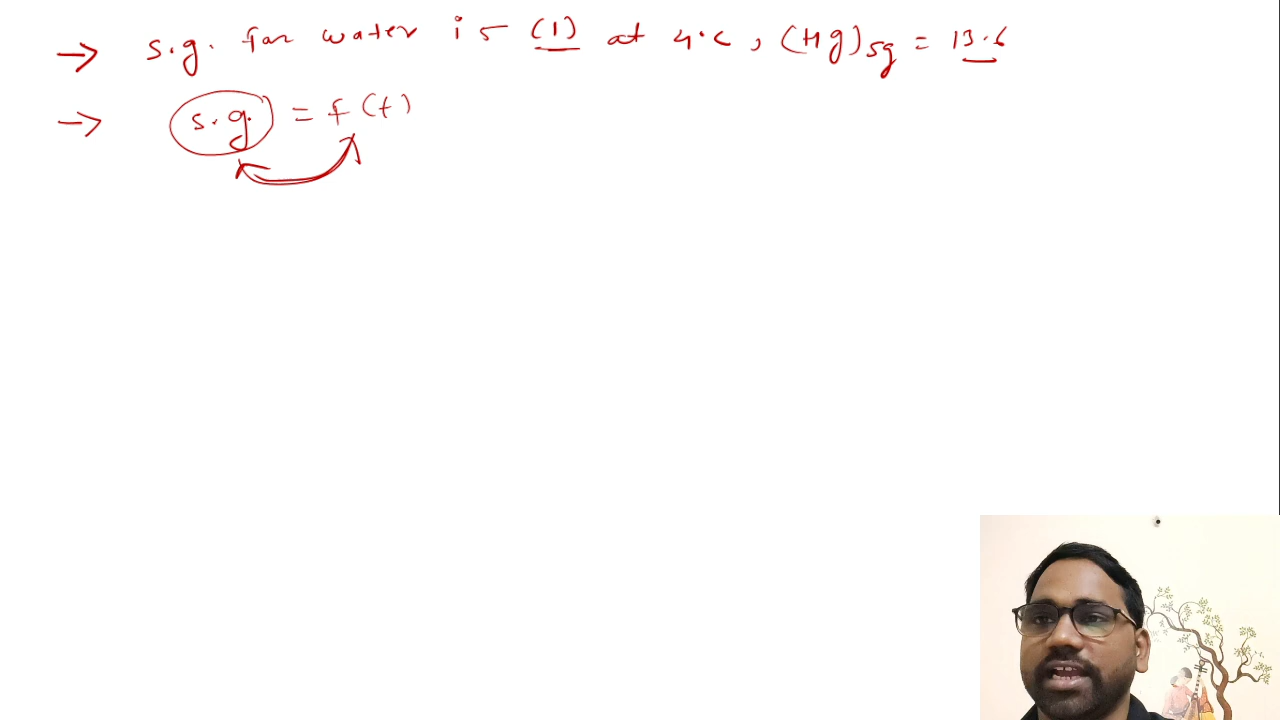 → s.g. for water is (1) at 4°c, (Hg)sg = 13.6
→ s.g. = f(t)